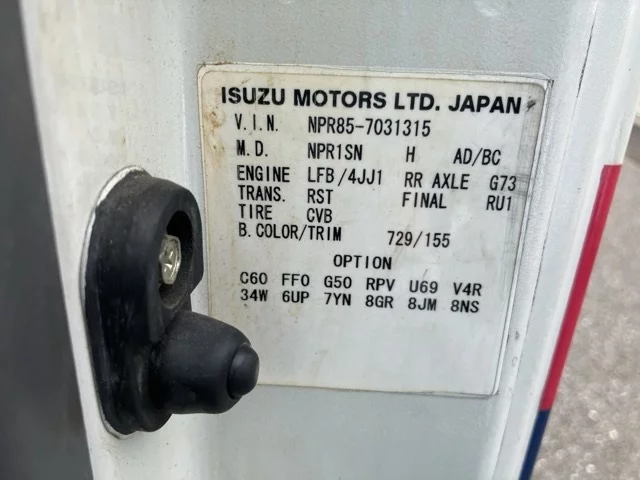 ISUZU MOTORS LTD. JAPAN
V.I.N. NPR85-7031315
M.D. NPR1SN H AD/BC
ENGINE LFB/4JJ1 RR AXLE G73
TRANS. RST FINAL RU1
TIRE CVB
B.COLOR/TRIM 729/155
OPTION
C60 FF0 G50 RPV U69 V4R
34W 6UP 7YN 8GR 8JM 8NS